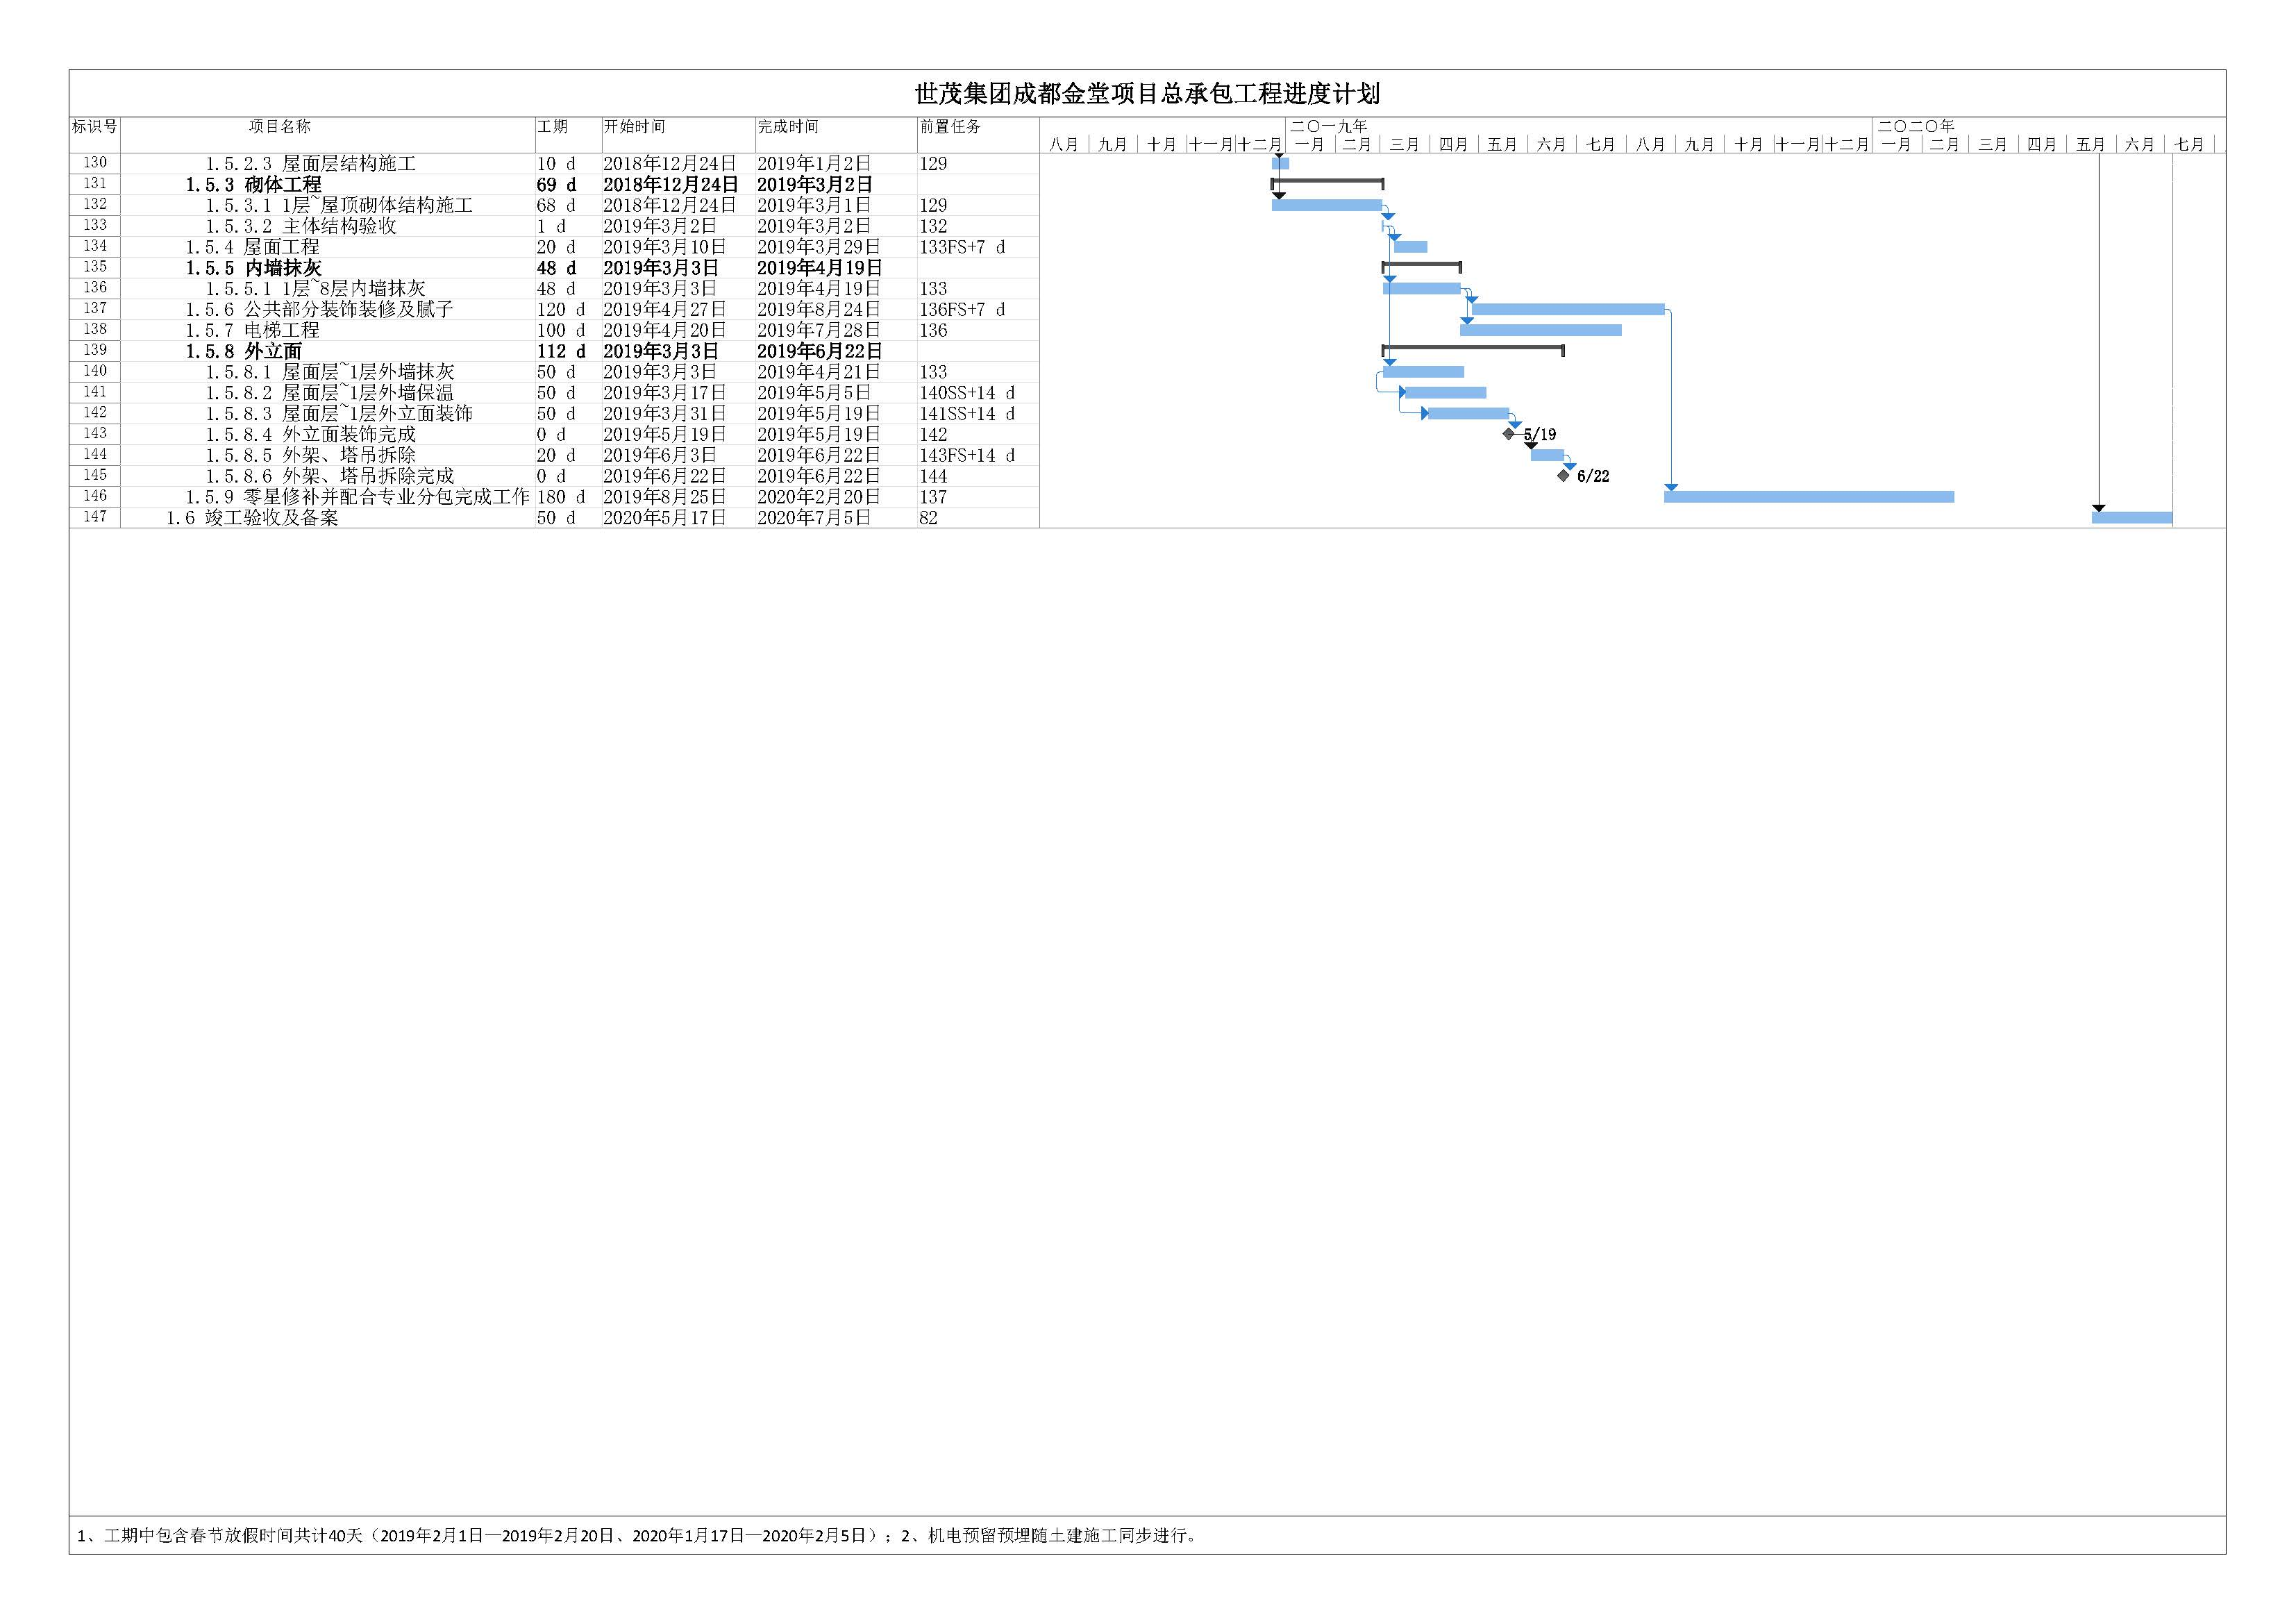 世茂集团成都金堂项目总承包工程进度计划
标识号 项目名称 工期 开始时间 完成时间 前置任务 二〇一九年 二〇二〇年
八月 九月 十月 十一月 十二月 一月 二月 三月 四月 五月 六月 七月 八月 九月 十月 十一月 十二月 一月 二月 三月 四月 五月 六月 七月
130 1.5.2.3 屋面层结构施工 10 d 2018年12月24日 2019年1月2日 129
131 1.5.3 砌体工程 69 d 2018年12月24日 2019年3月2日
132 1.5.3.1 1层~屋顶砌体结构施工 68 d 2018年12月24日 2019年3月1日 129
133 1.5.3.2 主体结构验收 1 d 2019年3月2日 2019年3月2日 132
134 1.5.4 屋面工程 20 d 2019年3月10日 2019年3月29日 133FS+7 d
135 1.5.5 内墙抹灰 48 d 2019年3月3日 2019年4月19日
136 1.5.5.1 1层~8层内墙抹灰 48 d 2019年3月3日 2019年4月19日 133
137 1.5.6 公共部分装饰装修及腻子 120 d 2019年4月27日 2019年8月24日 136FS+7 d
138 1.5.7 电梯工程 100 d 2019年4月20日 2019年7月28日 136
139 1.5.8 外立面 112 d 2019年3月3日 2019年6月22日
140 1.5.8.1 屋面层~1层外墙抹灰 50 d 2019年3月3日 2019年4月21日 133
141 1.5.8.2 屋面层~1层外墙保温 50 d 2019年3月17日 2019年5月5日 140SS+14 d
142 1.5.8.3 屋面层~1层外立面装饰 50 d 2019年3月31日 2019年5月19日 141SS+14 d
143 1.5.8.4 外立面装饰完成 0 d 2019年5月19日 2019年5月19日 142 5/19
144 1.5.8.5 外架、塔吊拆除 20 d 2019年6月3日 2019年6月22日 143FS+14 d
145 1.5.8.6 外架、塔吊拆除完成 0 d 2019年6月22日 2019年6月22日 144 6/22
146 1.5.9 零星修补并配合专业分包完成工作 180 d 2019年8月25日 2020年2月20日 137
147 1.6 竣工验收及备案 50 d 2020年5月17日 2020年7月5日 82
1、工期中包含春节放假时间共计40天（2019年2月1日—2019年2月20日、2020年1月17日—2020年2月5日）；2、机电预留预埋随土建施工同步进行。